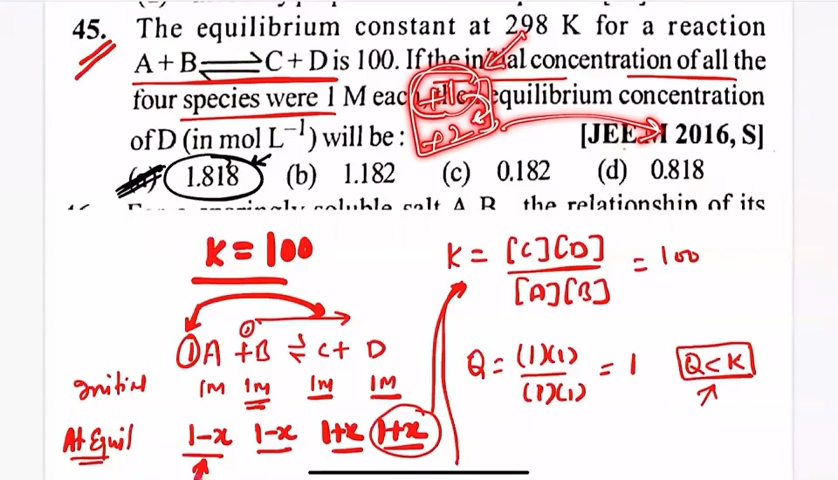 45. The equilibrium constant at 298 K for a reaction
A + B ⇌ C + D is 100. If the initial concentration of all the
four species were 1 M each, equilibrium concentration
of D (in mol L⁻¹) will be :
[JEE M 2016, S]
(a) 1.818 (b) 1.182 (c) 0.182 (d) 0.818
the relationship of its
K = 100
K = [C][D] / [A][B] = 100
①A + B ⇌ C + D
Q = (1)(1) / (1)(1) = 1 Q < K
Initial 1M 1M 1M 1M
At Equil 1-x 1-x 1+x 1+x